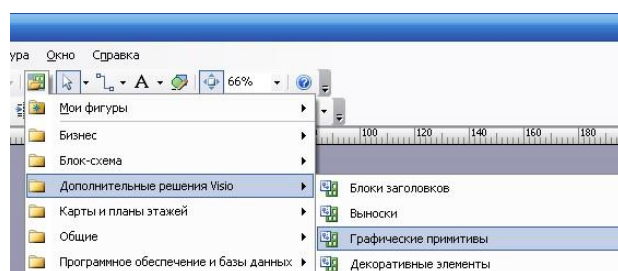 ура Окно Справка
A 66%
Мои фигуры
100 120 140 160 180
Бизнес
Блок-схема
Дополнительные решения Visio
Блоки заголовков
Карты и планы этажей
Выноски
Общие
Графические примитивы
Программное обеспечение и базы данных
Декоративные элементы